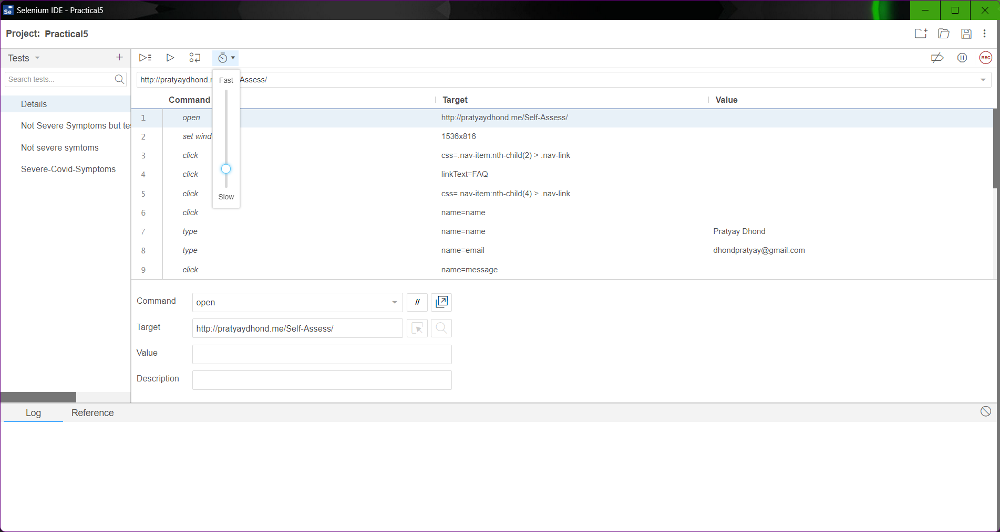 Se Selenium IDE - Practical5
Project: Practical5
Tests
Search tests...
Details
Not Severe Symptoms but te
Not severe symtoms
Severe-Covid-Symptoms
REC
http://pratyaydhond. Assess/
Fast
Slow
Command Target Value
1 open http://pratyaydhond.me/Self-Assess/
2 set wind 1536x816
3 click css=.nav-item:nth-child(2) > .nav-link
4 click linkText=FAQ
5 click css=.nav-item:nth-child(4) > .nav-link
6 click name=name
7 type name=name Pratyay Dhond
8 type name=email dhondpratyay@gmail.com
9 click name=message
Command open //
Target http://pratyaydhond.me/Self-Assess/
Value
Description
Log Reference